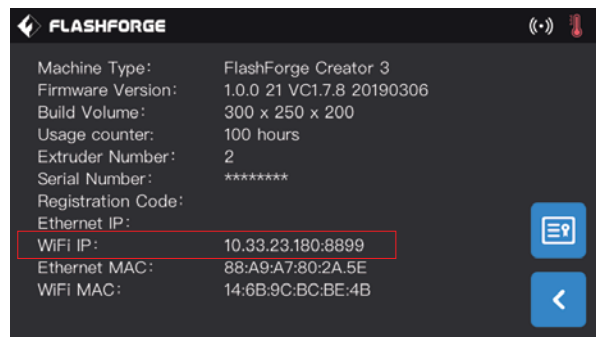 FLASHFORGE
Machine Type: FlashForge Creator 3
Firmware Version: 1.0.0 21 VC1.7.8 20190306
Build Volume: 300 x 250 x 200
Usage counter: 100 hours
Extruder Number: 2
Serial Number: ********
Registration Code:
Ethernet IP:
WiFi IP: 10.33.23.180:8899
Ethernet MAC: 88:A9:A7:80:2A.5E
WiFi MAC: 14:6B:9C:BC:BE:4B